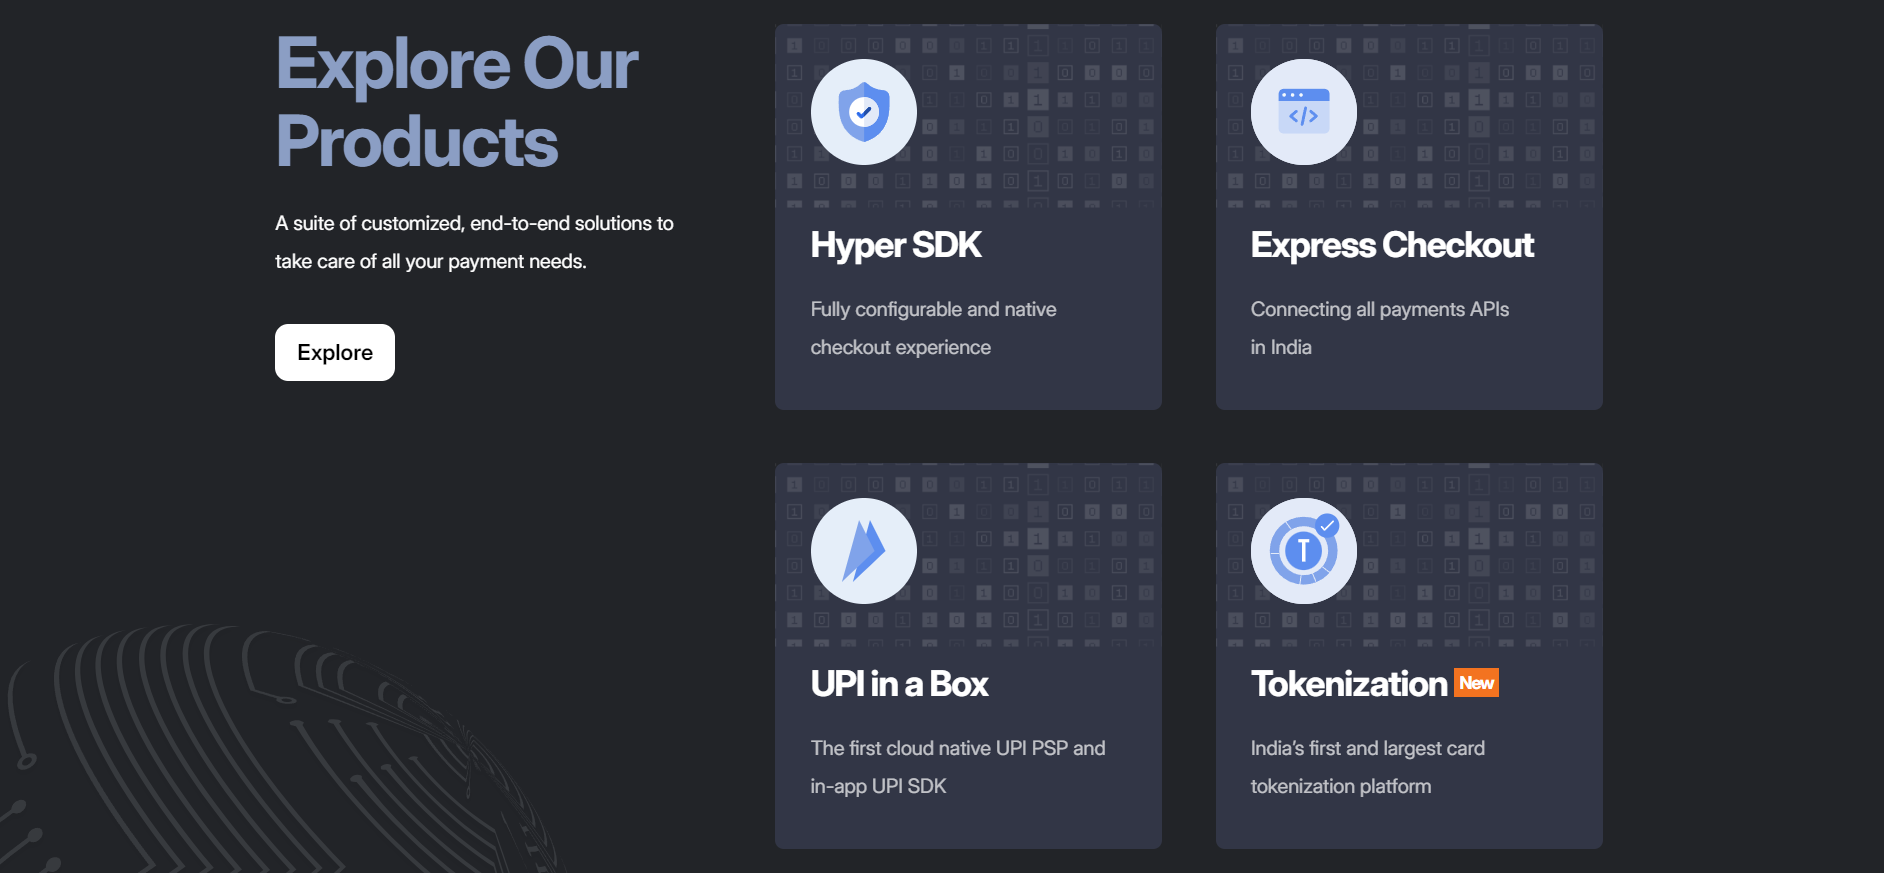 Explore Our
Products
A suite of customized, end-to-end solutions to
take care of all your payment needs.
Explore
Hyper SDK
Fully configurable and native
checkout experience
Express Checkout
Connecting all payments APIs
in India
UPI in a Box
The first cloud native UPI PSP and
in-app UPI SDK
T
Tokenization New
India’s first and largest card
tokenization platform